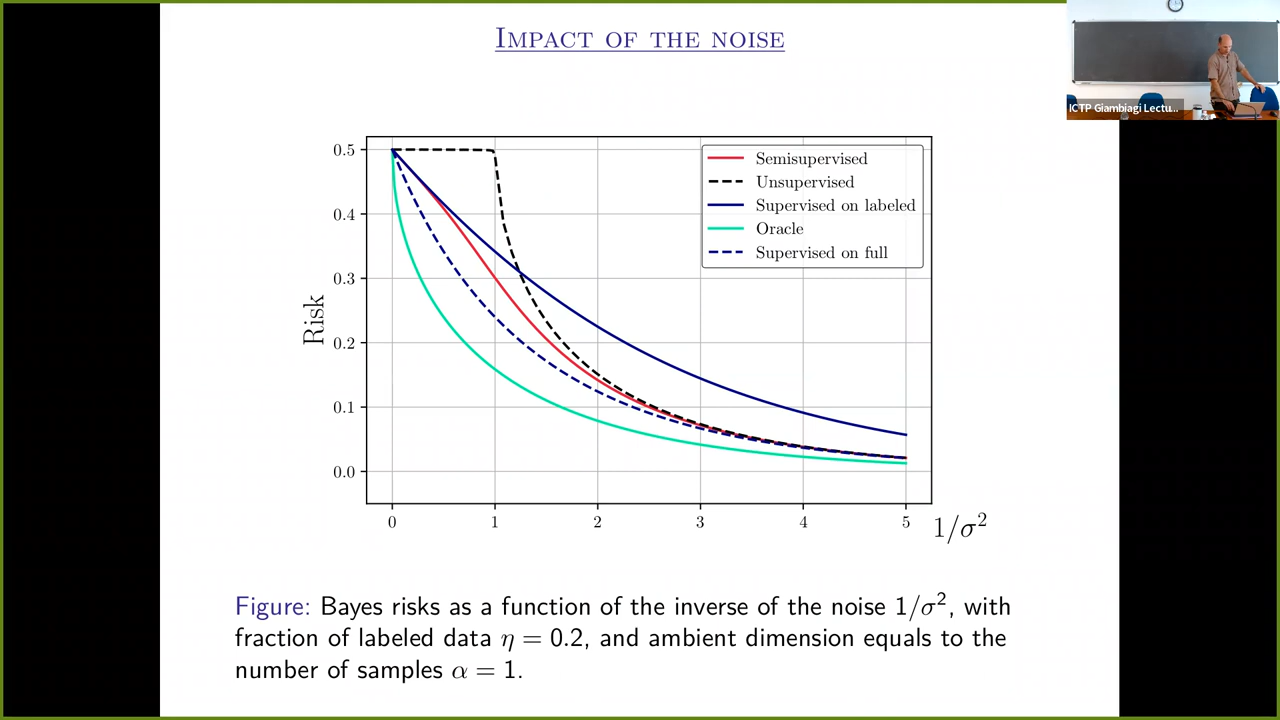 IMPACT OF THE NOISE
ICTP Giambiagi Lectu...
0.5
0.4
0.3
0.2
0.1
0.0
Risk
Semisupervised
Unsupervised
Supervised on labeled
Oracle
Supervised on full
0 1 2 3 4 5
1/σ²
Figure: Bayes risks as a function of the inverse of the noise 1/σ², with
fraction of labeled data η = 0.2, and ambient dimension equals to the
number of samples α = 1.